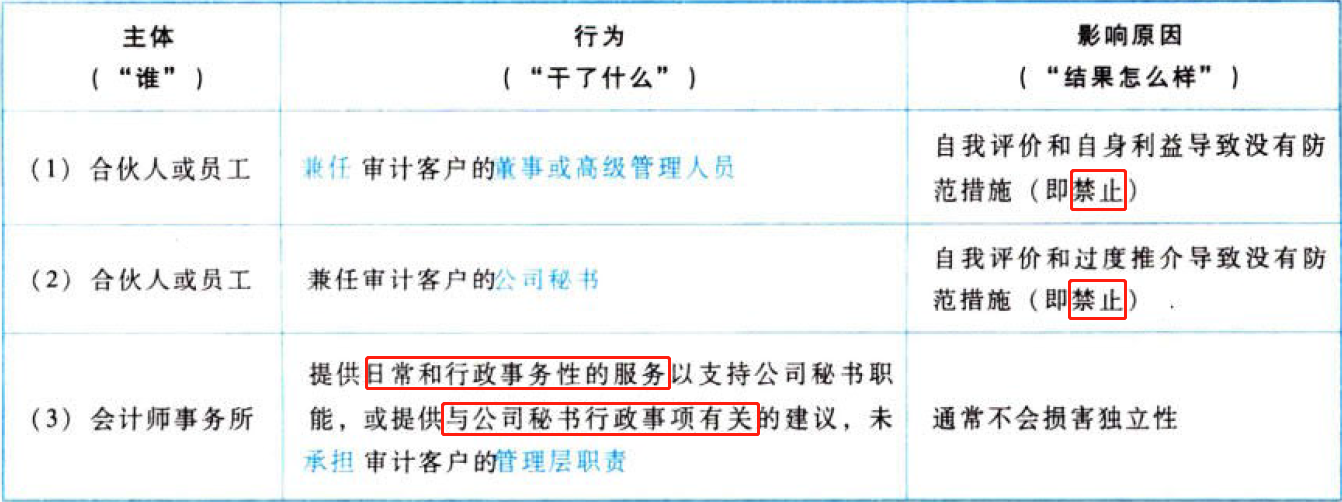 主体
（“谁”）
行为
（“干了什么”）
影响原因
（“结果怎么样”）
（1）合伙人或员工
兼任审计客户的董事或高级管理人员
自我评价和自身利益导致没有防
范措施（即禁止）
（2）合伙人或员工
兼任审计客户的公司秘书
自我评价和过度推介导致没有防
范措施（即禁止）.
（3）会计师事务所
提供日常和行政事务性的服务以支持公司秘书职
能，或提供与公司秘书行政事项有关的建议，未
承担审计客户的管理层职责
通常不会损害独立性